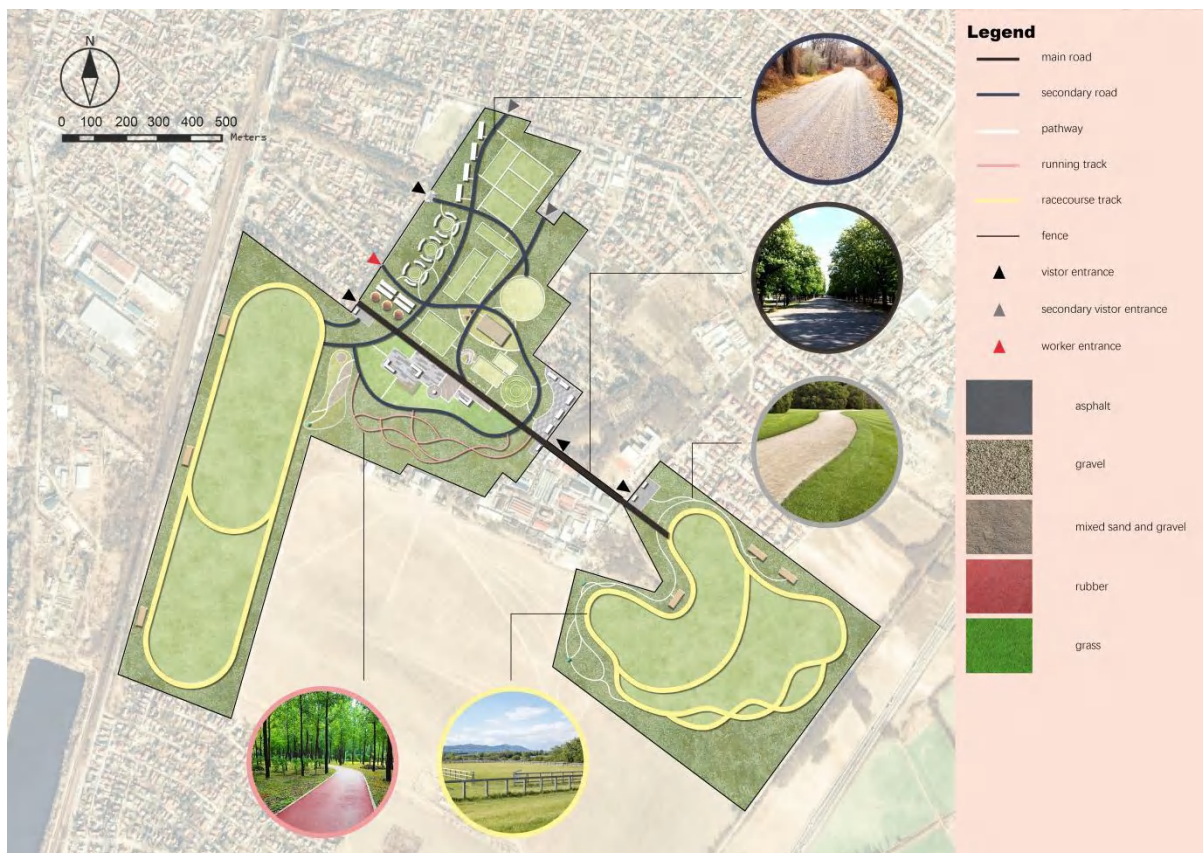 N
0 100 200 300 400 500
Meters
Legend
main road
secondary road
pathway
running track
racecourse track
fence
vistor entrance
secondary vistor entrance
worker entrance
asphalt
gravel
mixed sand and gravel
rubber
grass